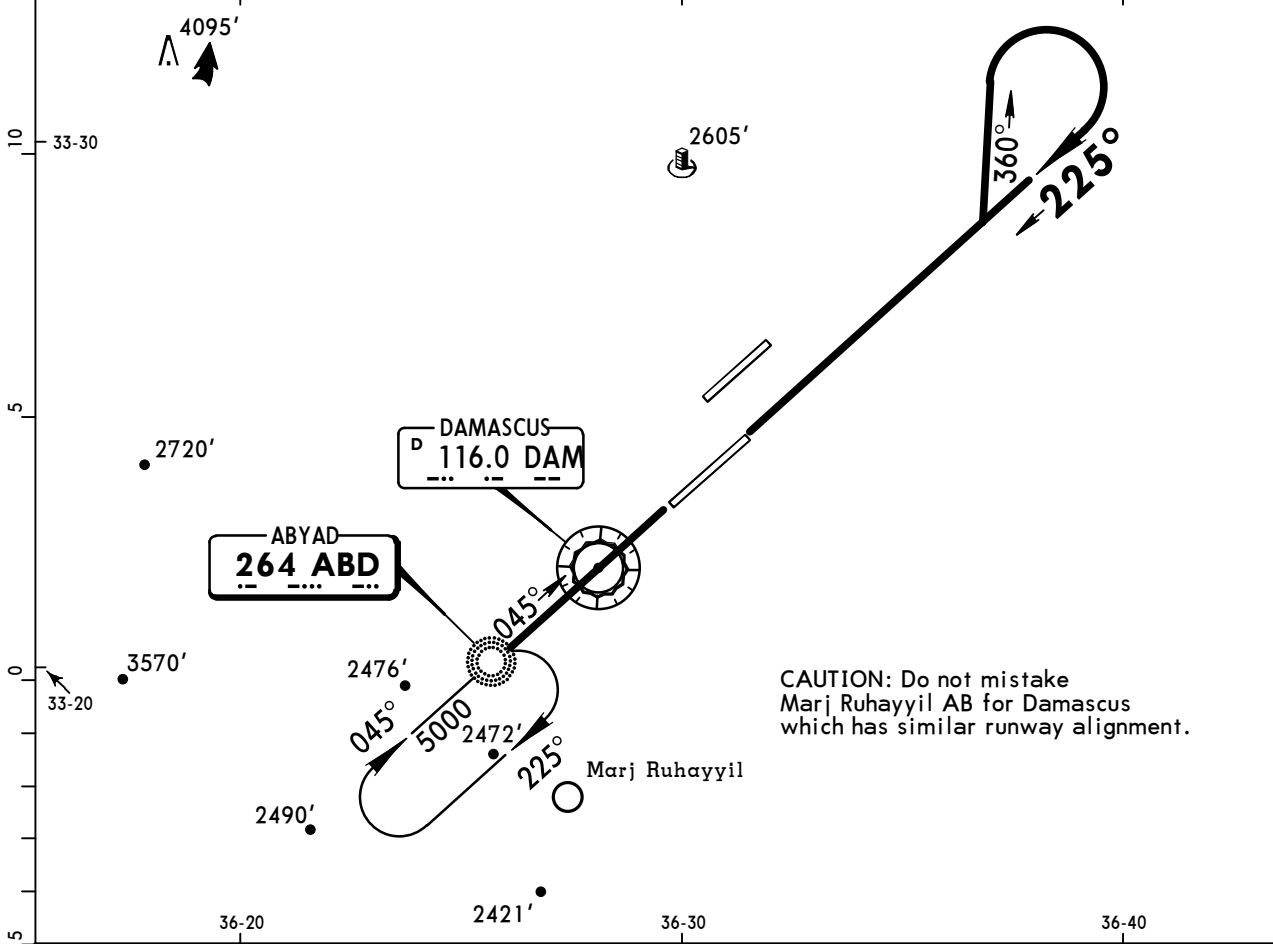 4095'
10
33-30
2605'
360°
225°
5
DAMASCUS
D 116.0 DAM
2720'
ABYAD
264 ABD
045°
3570'
2476'
0
33-20
CAUTION: Do not mistake
Marj Ruhayyil AB for Damascus
which has similar runway alignment.
045°
5000
2472'
225°
Marj Ruhayyil
2490'
2421'
5
36-20
36-30
36-40